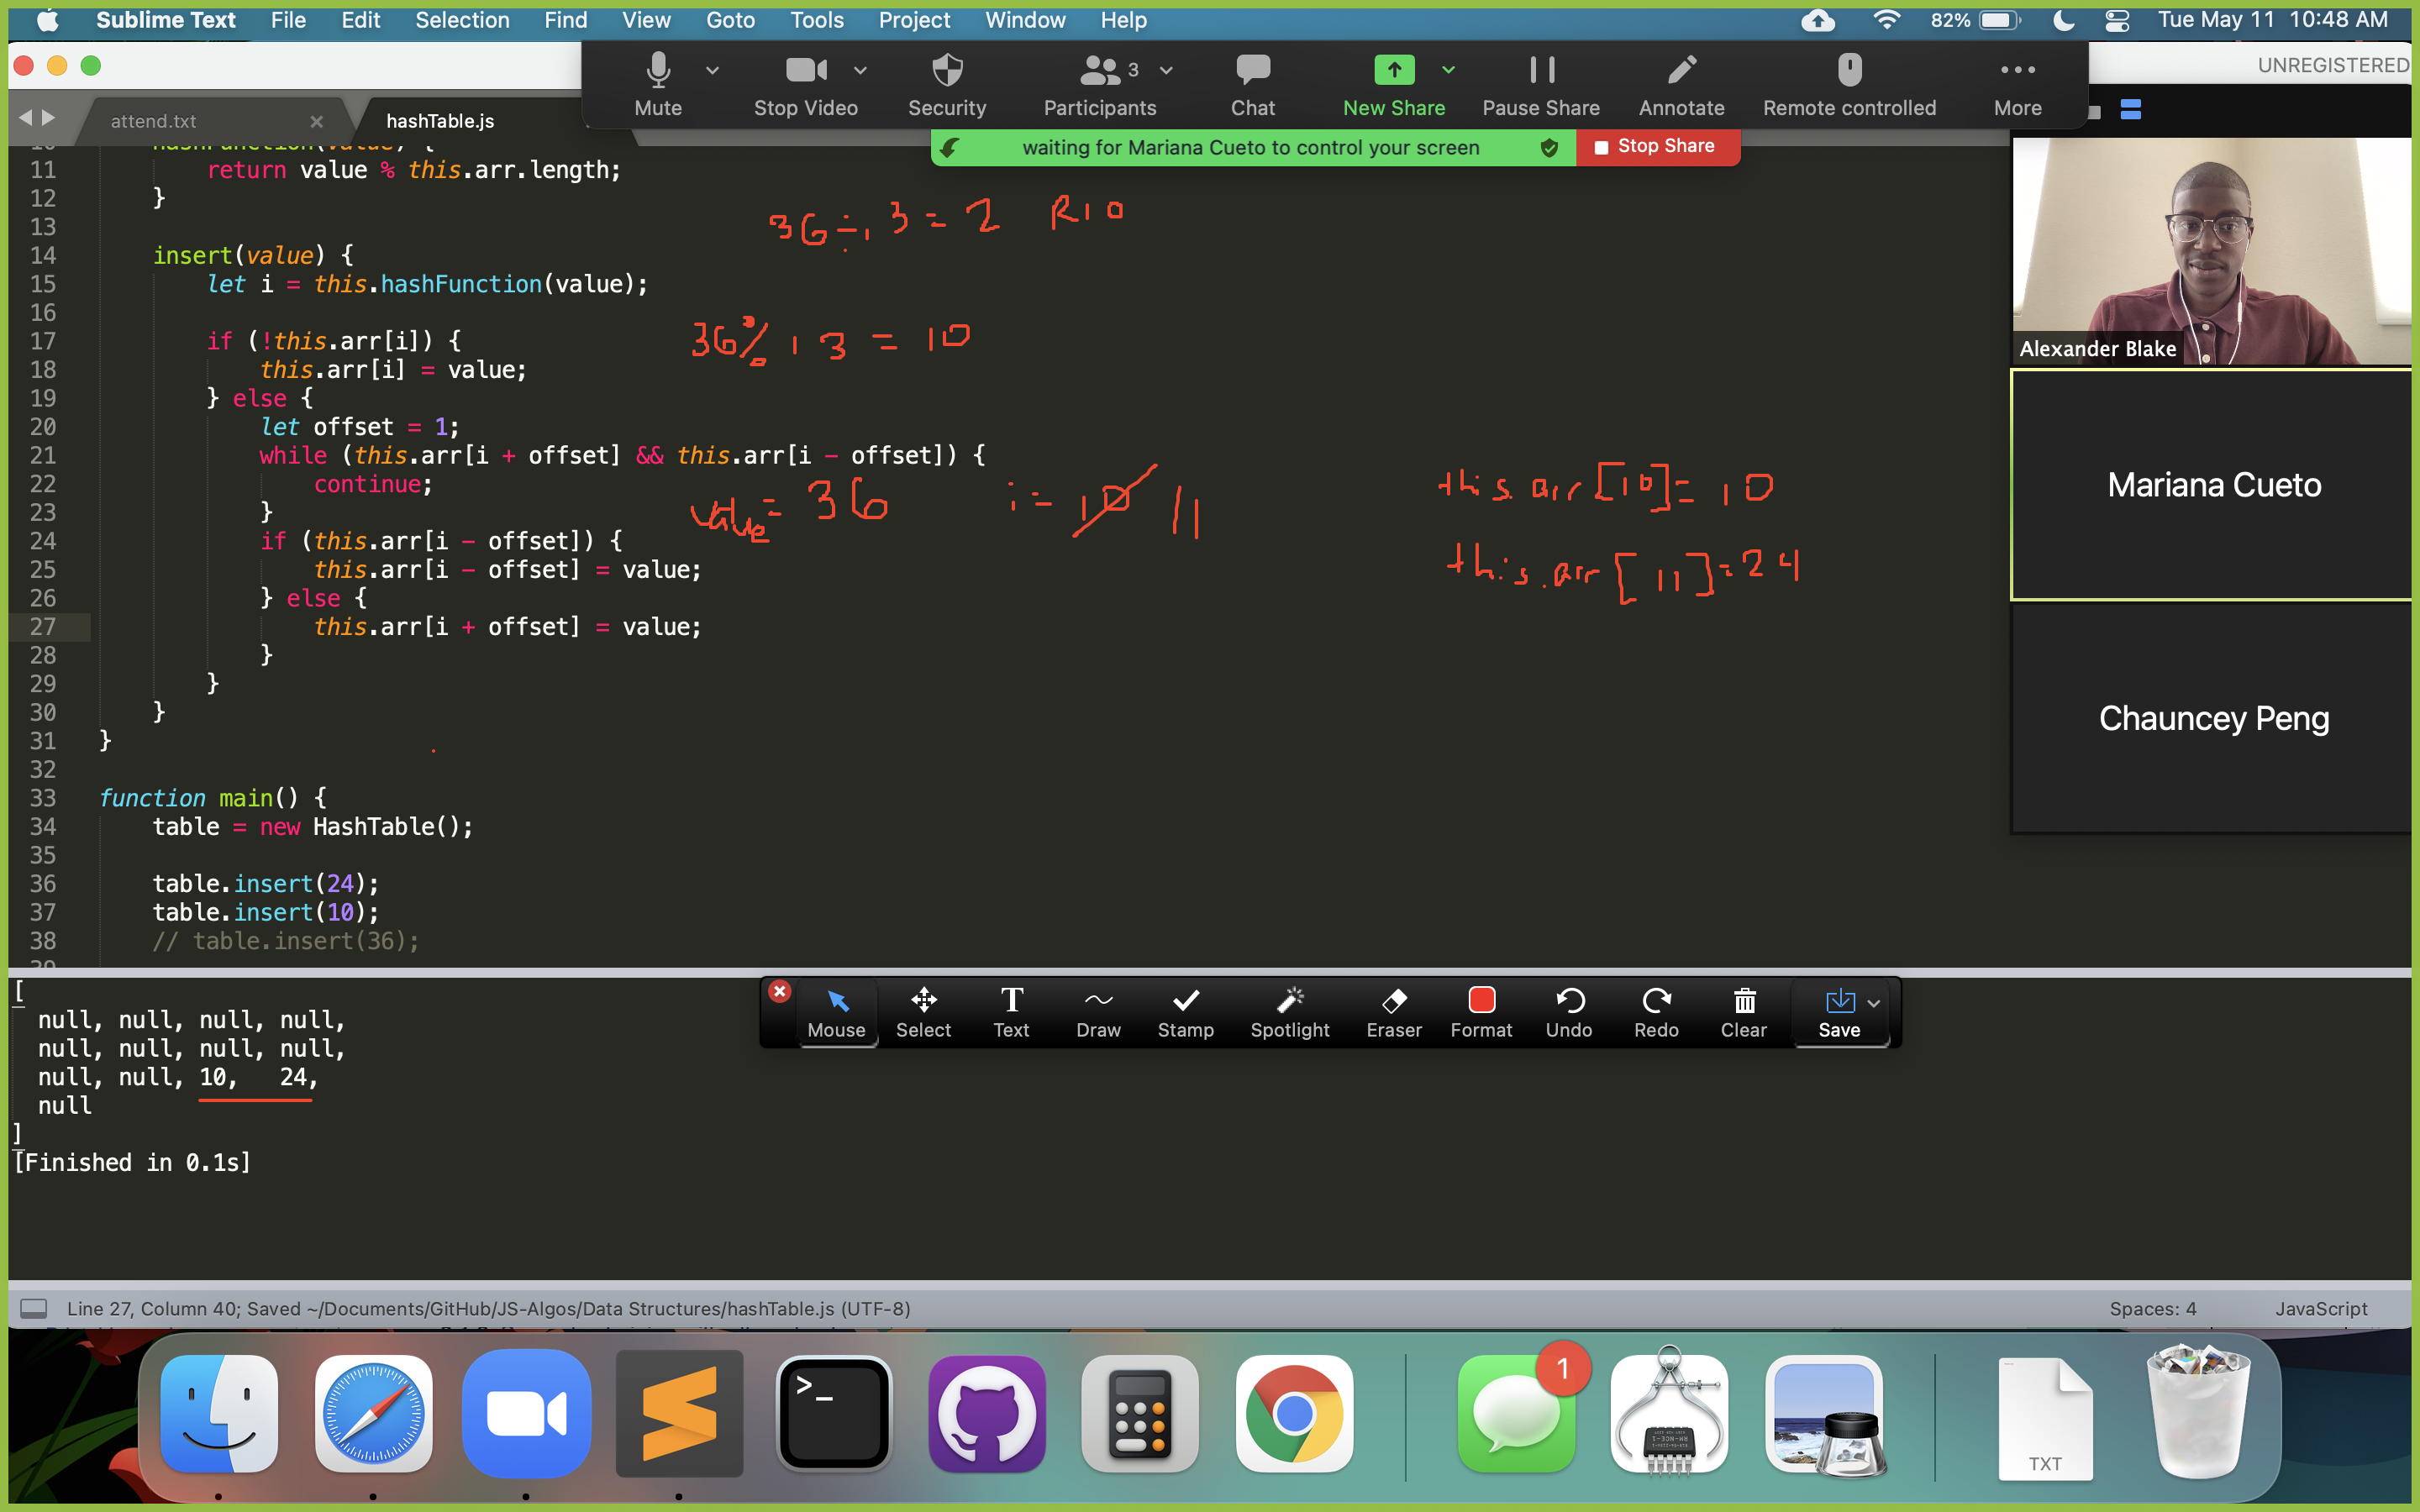 Sublime Text File Edit Selection Find View Goto Tools Project Window Help 82% Tue May 11 10:48 AM
UNREGISTERED
Mute Stop Video Security 3 Participants Chat New Share Pause Share Annotate Remote controlled More
attend.txt hashTable.js
waiting for Mariana Cueto to control your screen Stop Share
10 hashFunction(value) {
11 return value % this.arr.length;
12 }
13
14 insert(value) {
15 let i = this.hashFunction(value);
16
17 if (!this.arr[i]) {
18 this.arr[i] = value;
19 } else {
20 let offset = 1;
21 while (this.arr[i + offset] && this.arr[i - offset]) {
22 continue;
23 }
24 if (this.arr[i - offset]) {
25 this.arr[i - offset] = value;
26 } else {
27 this.arr[i + offset] = value;
28 }
29 }
30 }
31 }
32
33 function main() {
34 table = new HashTable();
35
36 table.insert(24);
37 table.insert(10);
38 // table.insert(36);
39
36 ÷ 13 = 2 R10
36 % 13 = 10
value = 36 i = 10 11
this.arr[10] = 10
this.arr[11] = 24
Alexander Blake
Mariana Cueto
Chauncey Peng
[
null, null, null, null,
null, null, null, null,
null, null, 10, 24,
null
]
[Finished in 0.1s]
Mouse Select Text Draw Stamp Spotlight Eraser Format Undo Redo Clear Save
Line 27, Column 40; Saved ~/Documents/GitHub/JS-Algos/Data Structures/hashTable.js (UTF-8) Spaces: 4 JavaScript
>_
1
TXT